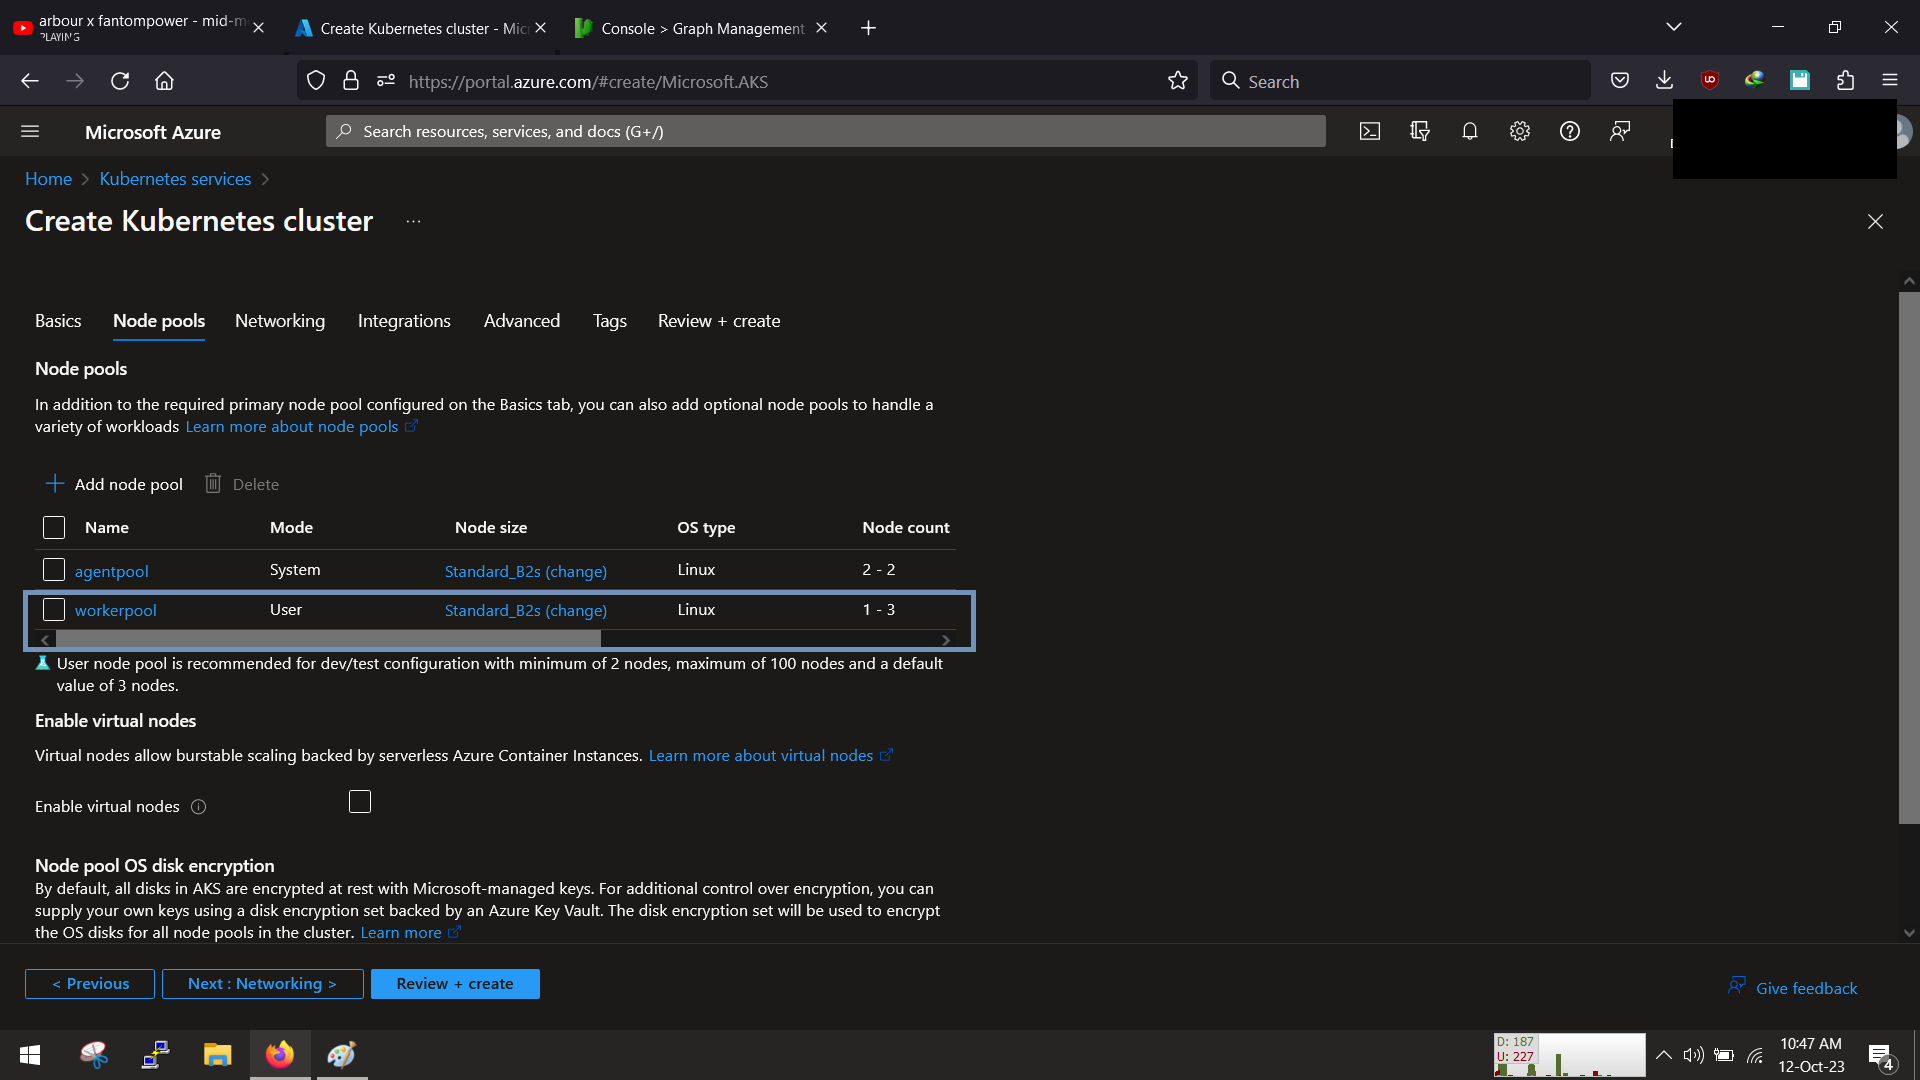 arbour x fantompower - mid-m
PLAYING
Create Kubernetes cluster - Micr
Console > Graph Management
https://portal.azure.com/#create/Microsoft.AKS
Search
Microsoft Azure
Search resources, services, and docs (G+/)
Home > Kubernetes services >
Create Kubernetes cluster ...
Basics Node pools Networking Integrations Advanced Tags Review + create
Node pools
In addition to the required primary node pool configured on the Basics tab, you can also add optional node pools to handle a
variety of workloads Learn more about node pools
Add node pool Delete
Name Mode Node size OS type Node count
agentpool System Standard_B2s (change) Linux 2 - 2
workerpool User Standard_B2s (change) Linux 1 - 3
User node pool is recommended for dev/test configuration with minimum of 2 nodes, maximum of 100 nodes and a default
value of 3 nodes.
Enable virtual nodes
Virtual nodes allow burstable scaling backed by serverless Azure Container Instances. Learn more about virtual nodes
Enable virtual nodes
Node pool OS disk encryption
By default, all disks in AKS are encrypted at rest with Microsoft-managed keys. For additional control over encryption, you can
supply your own keys using a disk encryption set backed by an Azure Key Vault. The disk encryption set will be used to encrypt
the OS disks for all node pools in the cluster. Learn more
< Previous Next : Networking > Review + create
Give feedback
D: 187
U: 227
10:47 AM
12-Oct-23
4